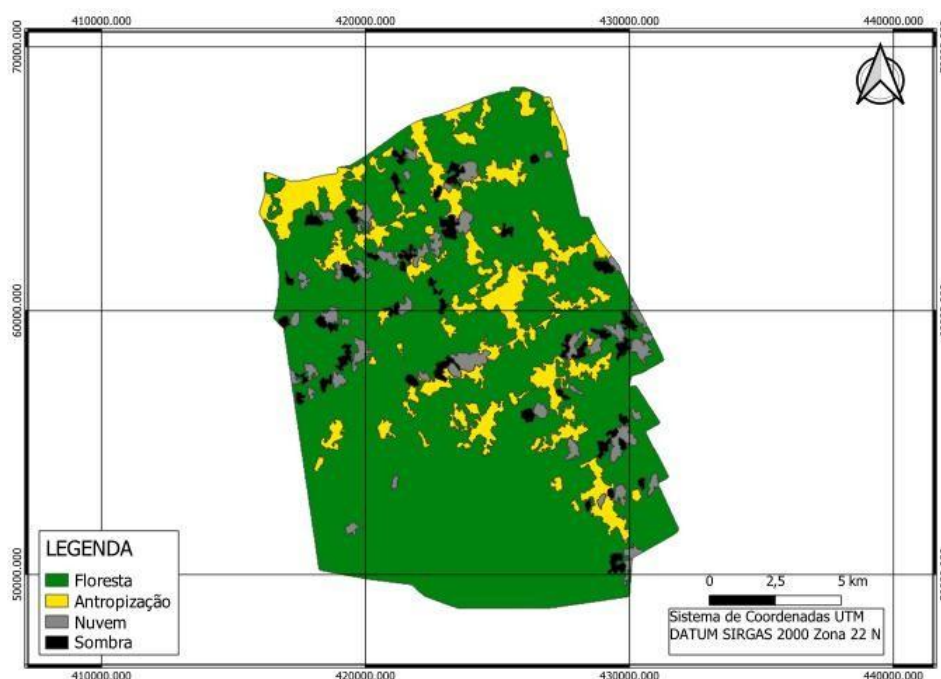 410000.000 420000.000 430000.000 440000.000
70000.000
60000.000
50000.000
LEGENDA
Floresta
Antropização
Nuvem
Sombra
0 2,5 5 km
Sistema de Coordenadas UTM
DATUM SIRGAS 2000 Zona 22 N
410000.000 420000.000 430000.000 440000.000